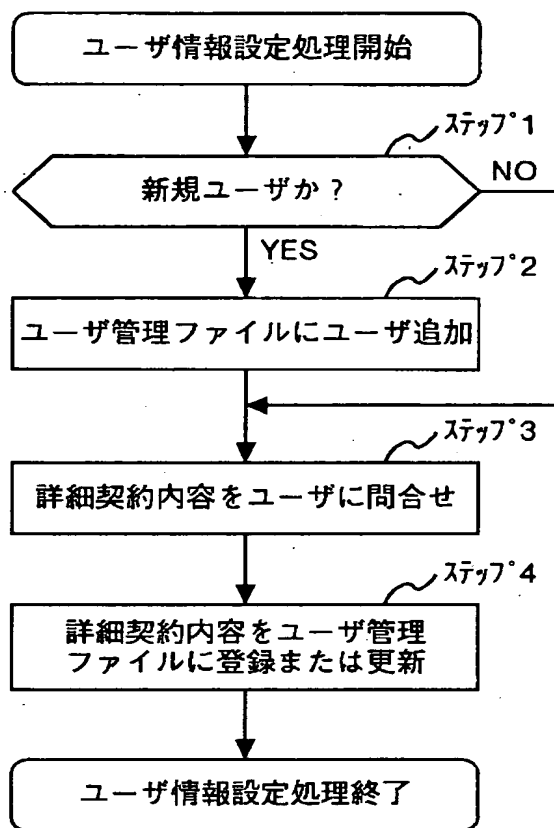 ユーザ情報設定処理開始
ステップ1
新規ユーザか?
NO
YES
ステップ2
ユーザ管理ファイルにユーザ追加
ステップ3
詳細契約内容をユーザに問合せ
ステップ4
詳細契約内容をユーザ管理
ファイルに登録または更新
ユーザ情報設定処理終了